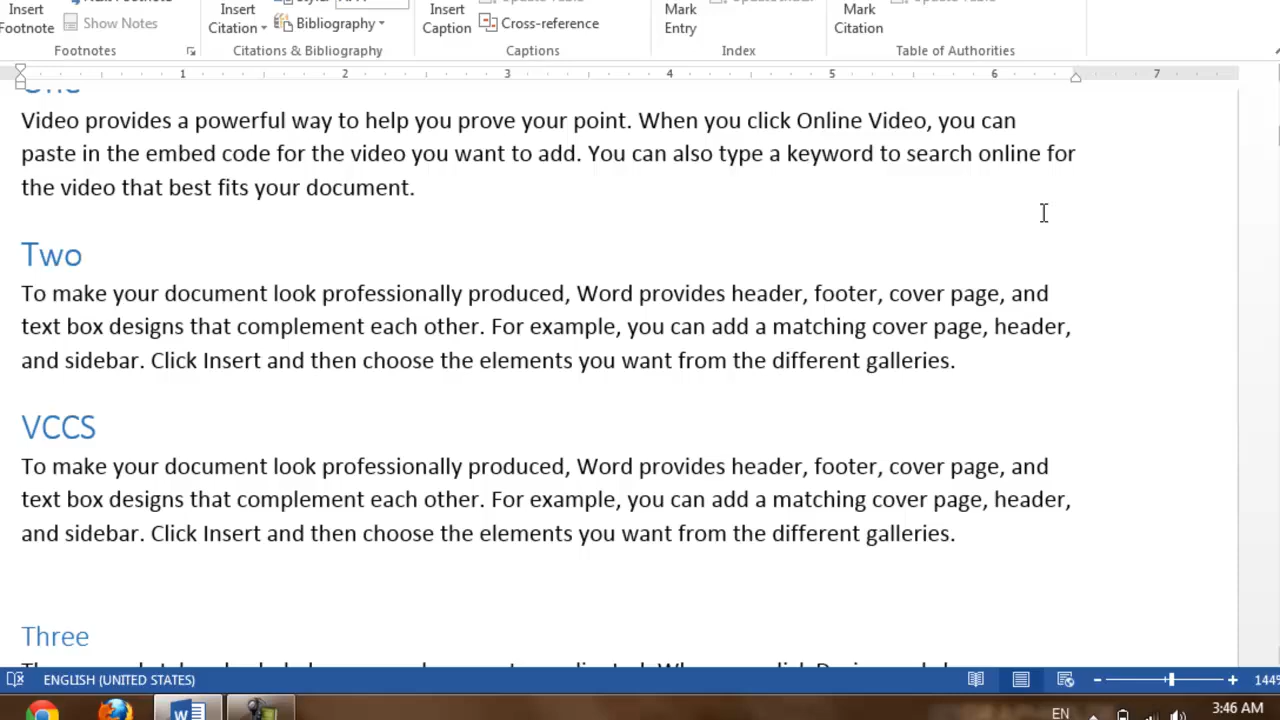 Insert
Footnote
Show Notes
Footnotes
Insert
Citation
Bibliography
Citations & Bibliography
Insert
Caption
Cross-reference
Captions
Mark
Entry
Index
Mark
Citation
Table of Authorities
1 2 3 4 5 6 7
One
Video provides a powerful way to help you prove your point. When you click Online Video, you can
paste in the embed code for the video you want to add. You can also type a keyword to search online for
the video that best fits your document.
Two
To make your document look professionally produced, Word provides header, footer, cover page, and
text box designs that complement each other. For example, you can add a matching cover page, header,
and sidebar. Click Insert and then choose the elements you want from the different galleries.
VCCS
To make your document look professionally produced, Word provides header, footer, cover page, and
text box designs that complement each other. For example, you can add a matching cover page, header,
and sidebar. Click Insert and then choose the elements you want from the different galleries.
Three
ENGLISH (UNITED STATES)
144%
EN
3:46 AM